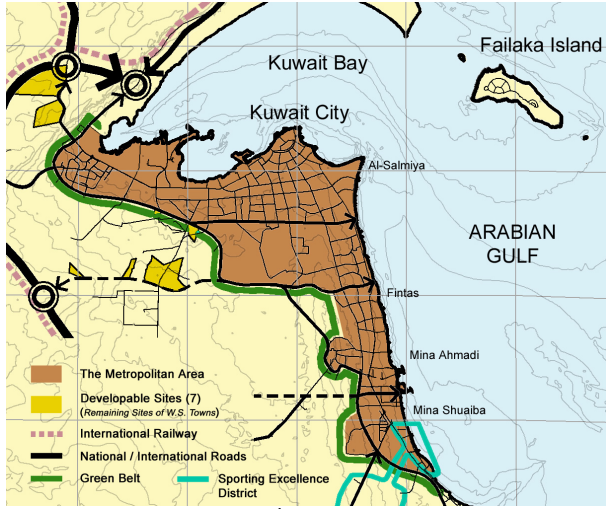 Failaka Island
Kuwait Bay
Kuwait City
Al-Salmiya
ARABIAN
GULF
Fintas
Mina Ahmadi
Mina Shuaiba
The Metropolitan Area
Developable Sites (7)
(Remaining Sites of W.S. Towns)
International Railway
National / International Roads
Green Belt
Sporting Excellence
District